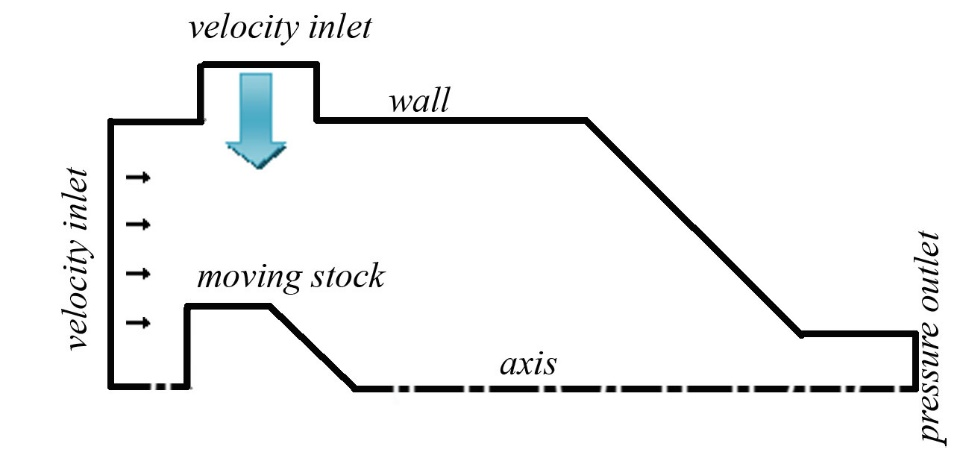 velocity inlet
wall
velocity inlet
moving stock
axis
pressure outlet